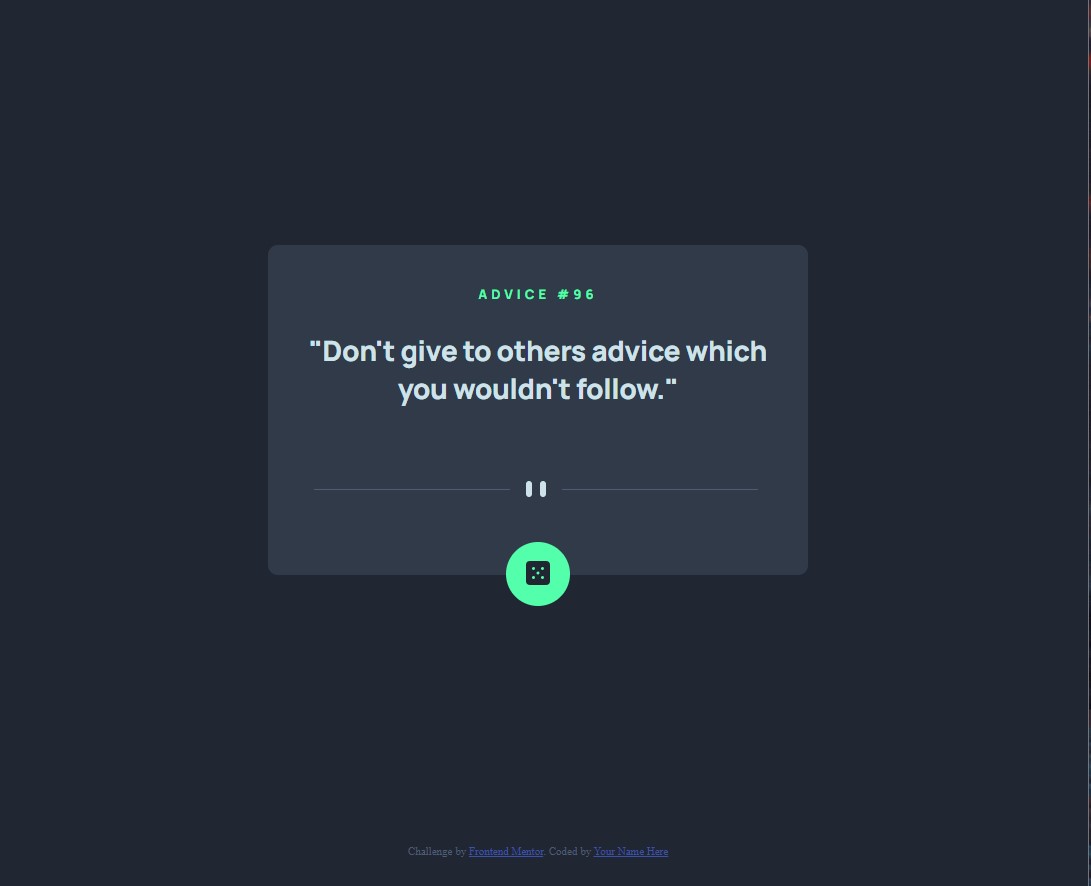 ADVICE #96
"Don't give to others advice which
you wouldn't follow."
Challenge by Frontend Mentor. Coded by Your Name Here